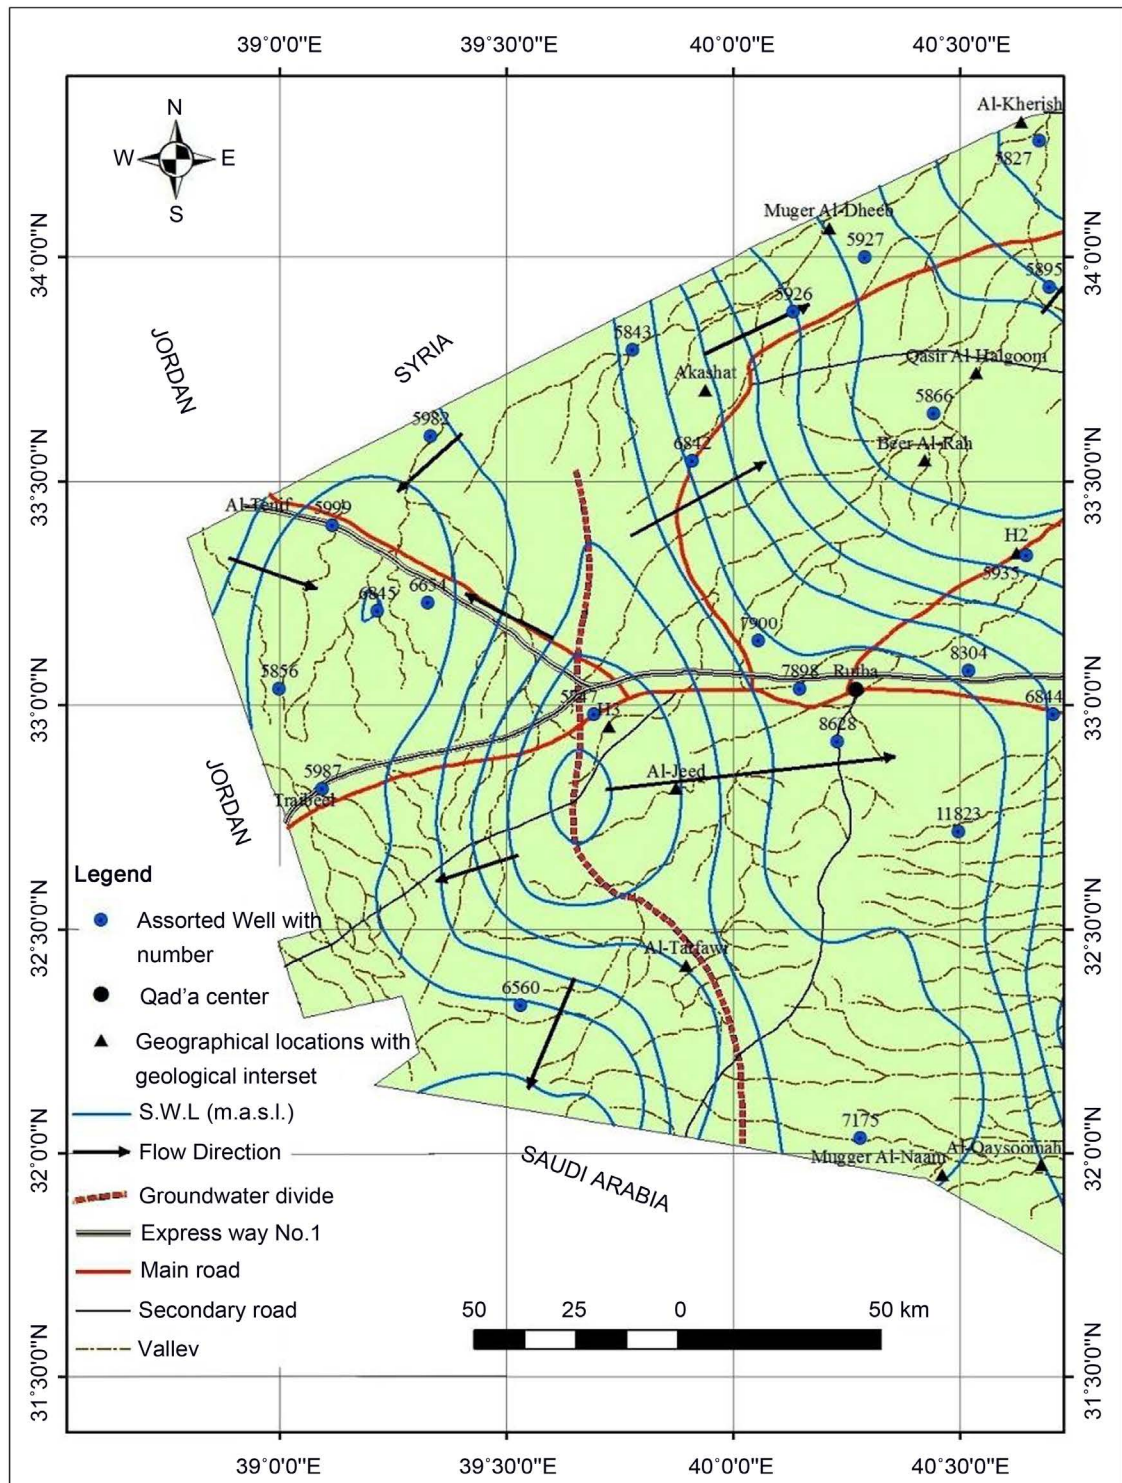 39°0'0"E 39°30'0"E 40°0'0"E 40°30'0"E
N
W E
S
Al-Kherish
5827
Muger Al-Dheeb
5927
34°0'0"N
34°0'0"N
5895
5926
JORDAN
SYRIA
5843
Akashat
Qasir Al Halgoom
5866
5982
6842
Beer Al-Rah
33°30'0"N
33°30'0"N
Al-Tenif
5999
H2
5935
6845
6654
7900
5856
7898
Rutba
8304
6844
33°0'0"N
33°0'0"N
5747
H3
8628
JORDAN
5987
Traibeel
Al-Jeed
11823
Legend
Assorted Well with
number
Qad'a center
Geographical locations with
geological interset
S.W.L (m.a.s.l.)
Flow Direction
Groundwater divide
Express way No.1
Main road
Secondary road
Vallev
32°30'0"N
32°30'0"N
Al-Tarfawi
6560
7175
Mugger Al-Naam
Al-Qaysoomah
32°0'0"N
32°0'0"N
SAUDI ARABIA
50 25 0 50 km
31°30'0"N
31°30'0"N
39°0'0"E 39°30'0"E 40°0'0"E 40°30'0"E